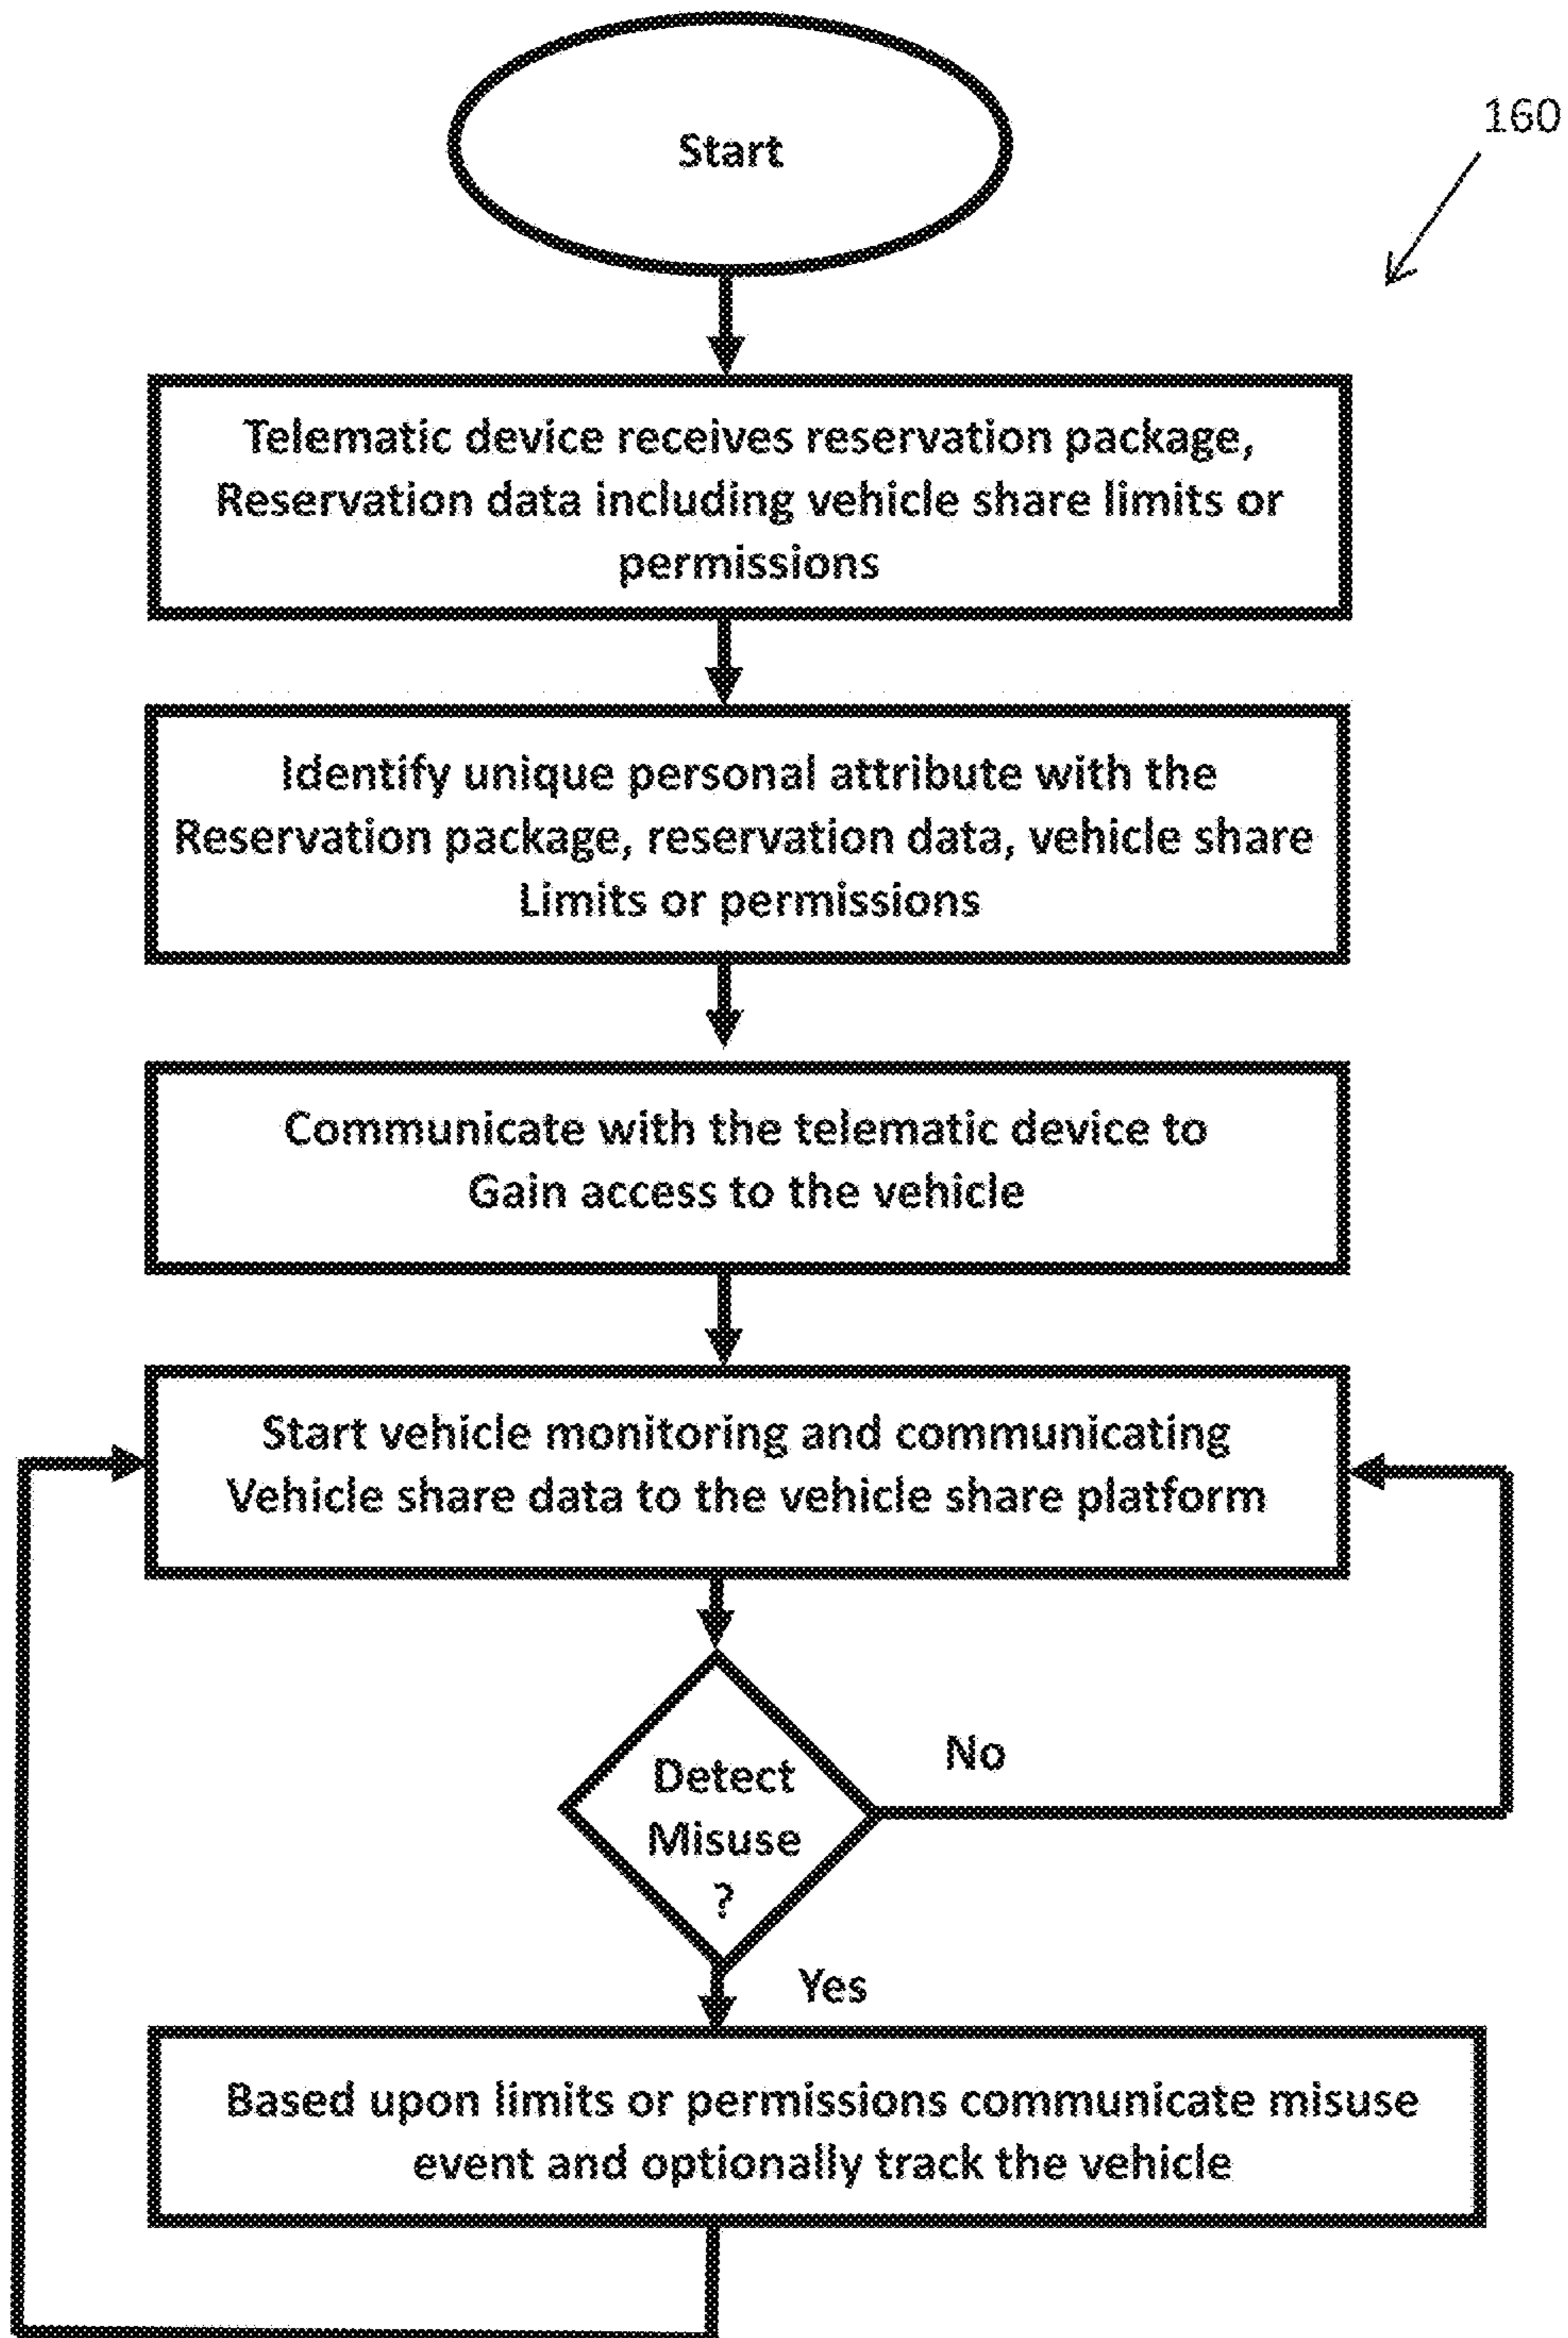 Start
160
Telematic device receives reservation package,
Reservation data including vehicle share limits or
permissions
Identify unique personal attribute with the
Reservation package, reservation data, vehicle share
Limits or permissions
Communicate with the telematic device to
Gain access to the vehicle
Start vehicle monitoring and communicating
Vehicle share data to the vehicle share platform
No
Detect
Misuse
?
Yes
Based upon limits or permissions communicate misuse
event and optionally track the vehicle